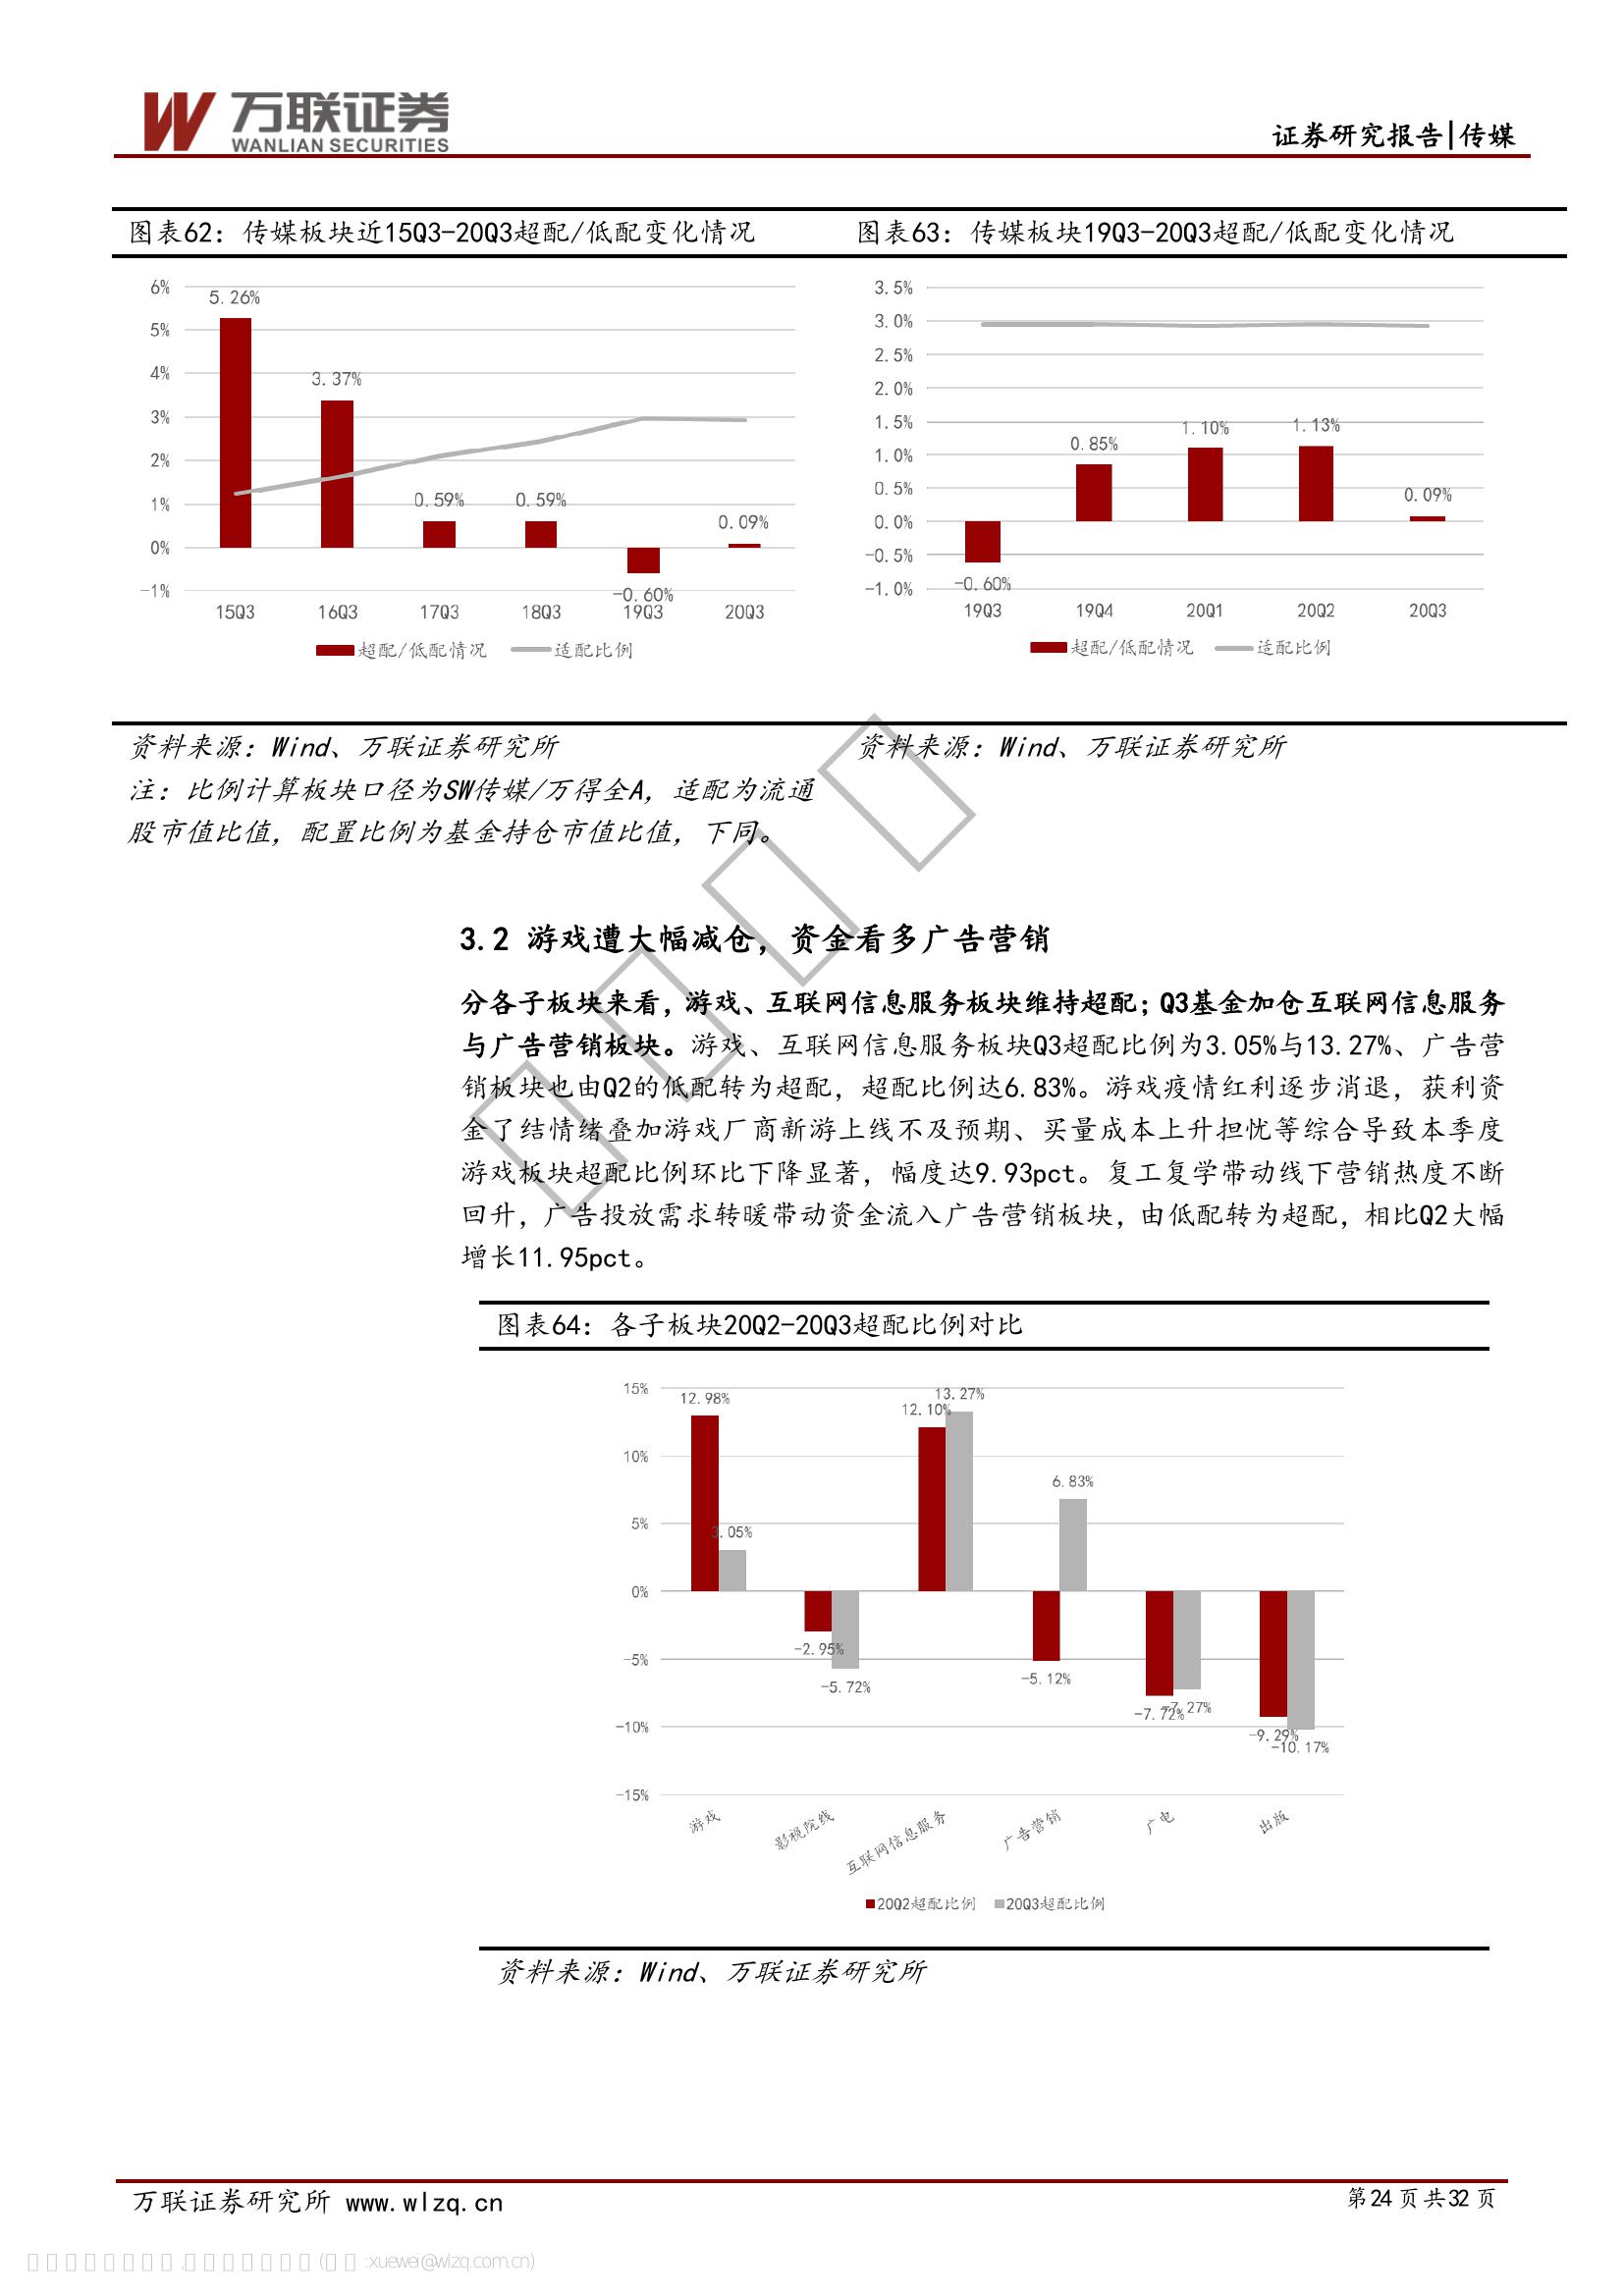 万联证券
WANLIAN SECURITIES
证券研究报告|传媒
图表62：传媒板块近15Q3-20Q3超配/低配变化情况
6%
5%
4%
3%
2%
1%
0%
-1%
5.26%
3.37%
0.59%
0.59%
-0.60%
0.09%
15Q3 16Q3 17Q3 18Q3 19Q3 20Q3
超配/低配情况 适配比例
图表63：传媒板块19Q3-20Q3超配/低配变化情况
3.5%
3.0%
2.5%
2.0%
1.5%
1.0%
0.5%
0.0%
-0.5%
-1.0%
-0.60%
0.85%
1.10%
1.13%
0.09%
19Q3 19Q4 20Q1 20Q2 20Q3
超配/低配情况 适配比例
资料来源：Wind、万联证券研究所
注：比例计算板块口径为SW传媒/万得全A，适配为流通
股市值比值，配置比例为基金持仓市值比值，下同。
资料来源：Wind、万联证券研究所
3.2 游戏遭大幅减仓，资金看多广告营销
分各子板块来看，游戏、互联网信息服务板块维持超配；Q3基金加仓互联网信息服务
与广告营销板块。游戏、互联网信息服务板块Q3超配比例为3.05%与13.27%、广告营
销板块也由Q2的低配转为超配，超配比例达6.83%。游戏疫情红利逐步消退，获利资
金了结情绪叠加游戏厂商新游上线不及预期、买量成本上升担忧等综合导致本季度
游戏板块超配比例环比下降显著，幅度达9.93pct。复工复学带动线下营销热度不断
回升，广告投放需求转暖带动资金流入广告营销板块，由低配转为超配，相比Q2大幅
增长11.95pct。
图表64：各子板块20Q2-20Q3超配比例对比
15%
10%
5%
0%
-5%
-10%
-15%
12.98%
3.05%
-2.95%
-5.72%
12.10%
13.27%
-5.12%
6.83%
-7.72%
-7.27%
-9.29%
-10.17%
游戏 影视院线 互联网信息服务 广告营销 广电 出版
20Q2超配比例 20Q3超配比例
资料来源：Wind、万联证券研究所
万联证券研究所 www.wlzq.cn
第24页共32页
:xuewei@wlzq.com.cn)